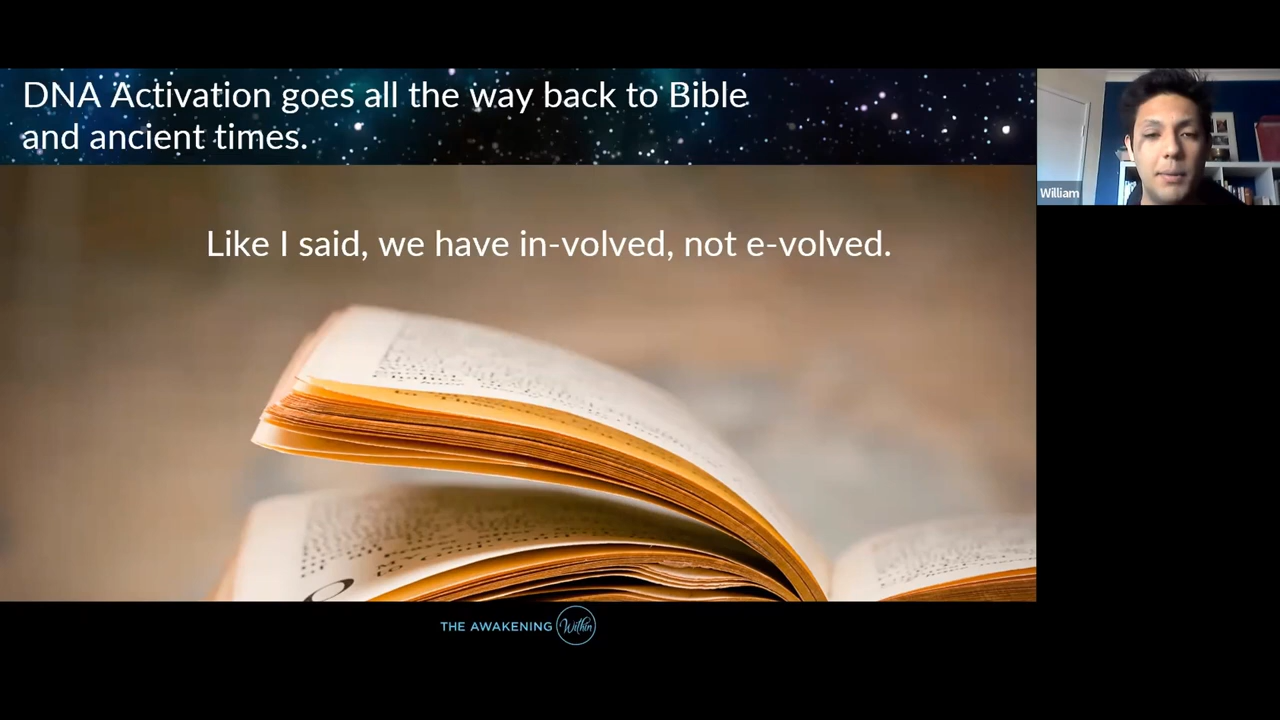 DNA Activation goes all the way back to Bible
and ancient times.
William
Like I said, we have in-volved, not e-volved.
THE AWAKENING Within